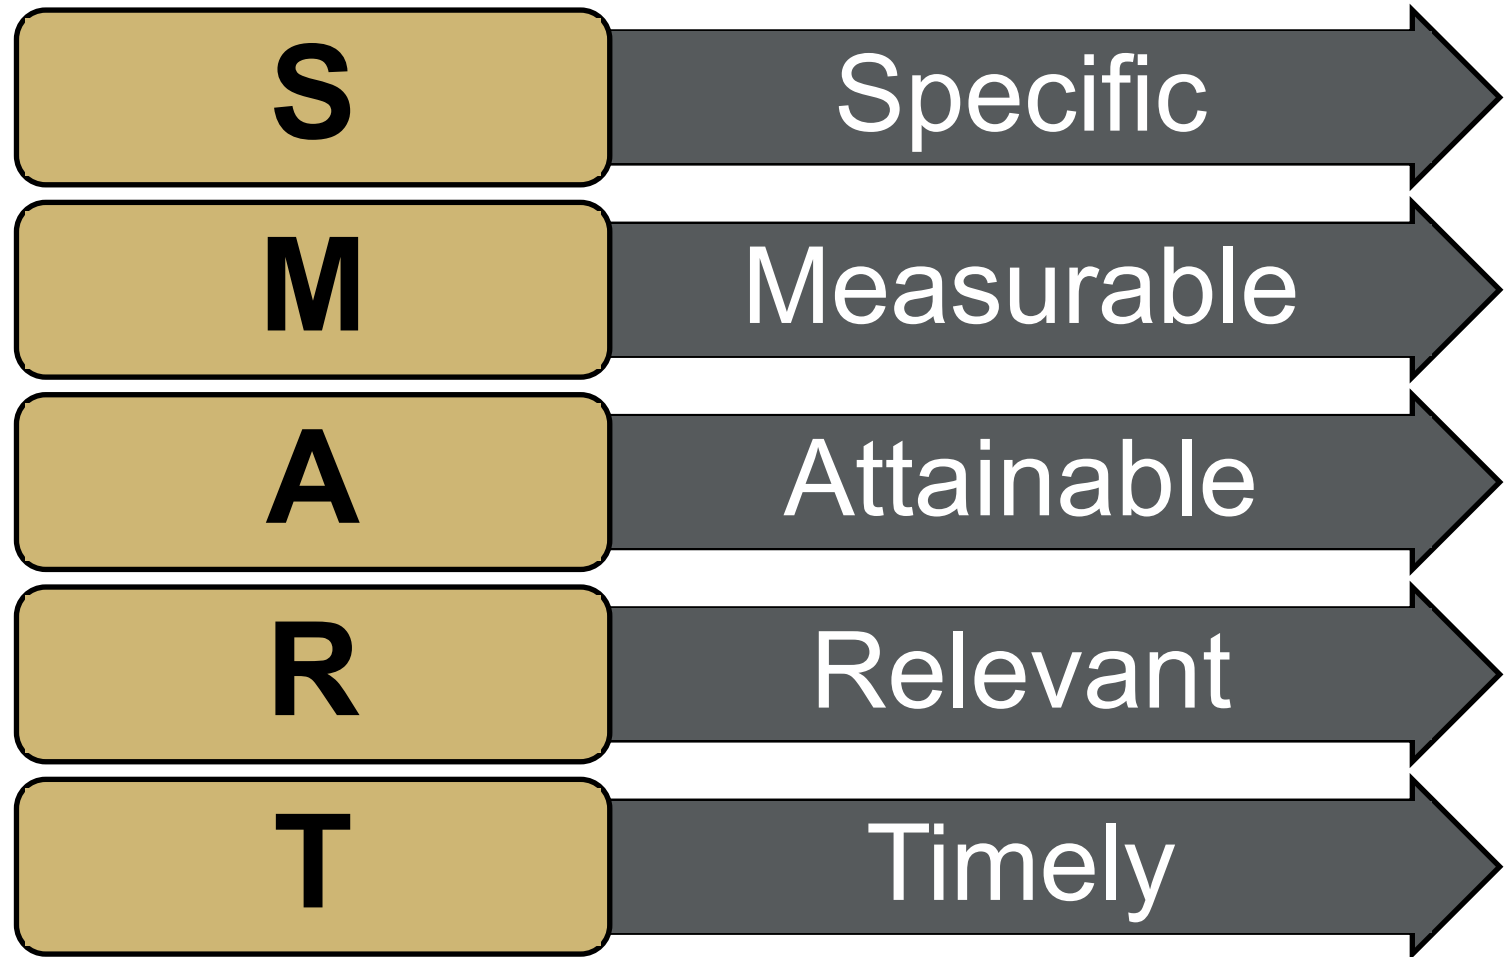 S Specific
M Measurable
A Attainable
R Relevant
T Timely